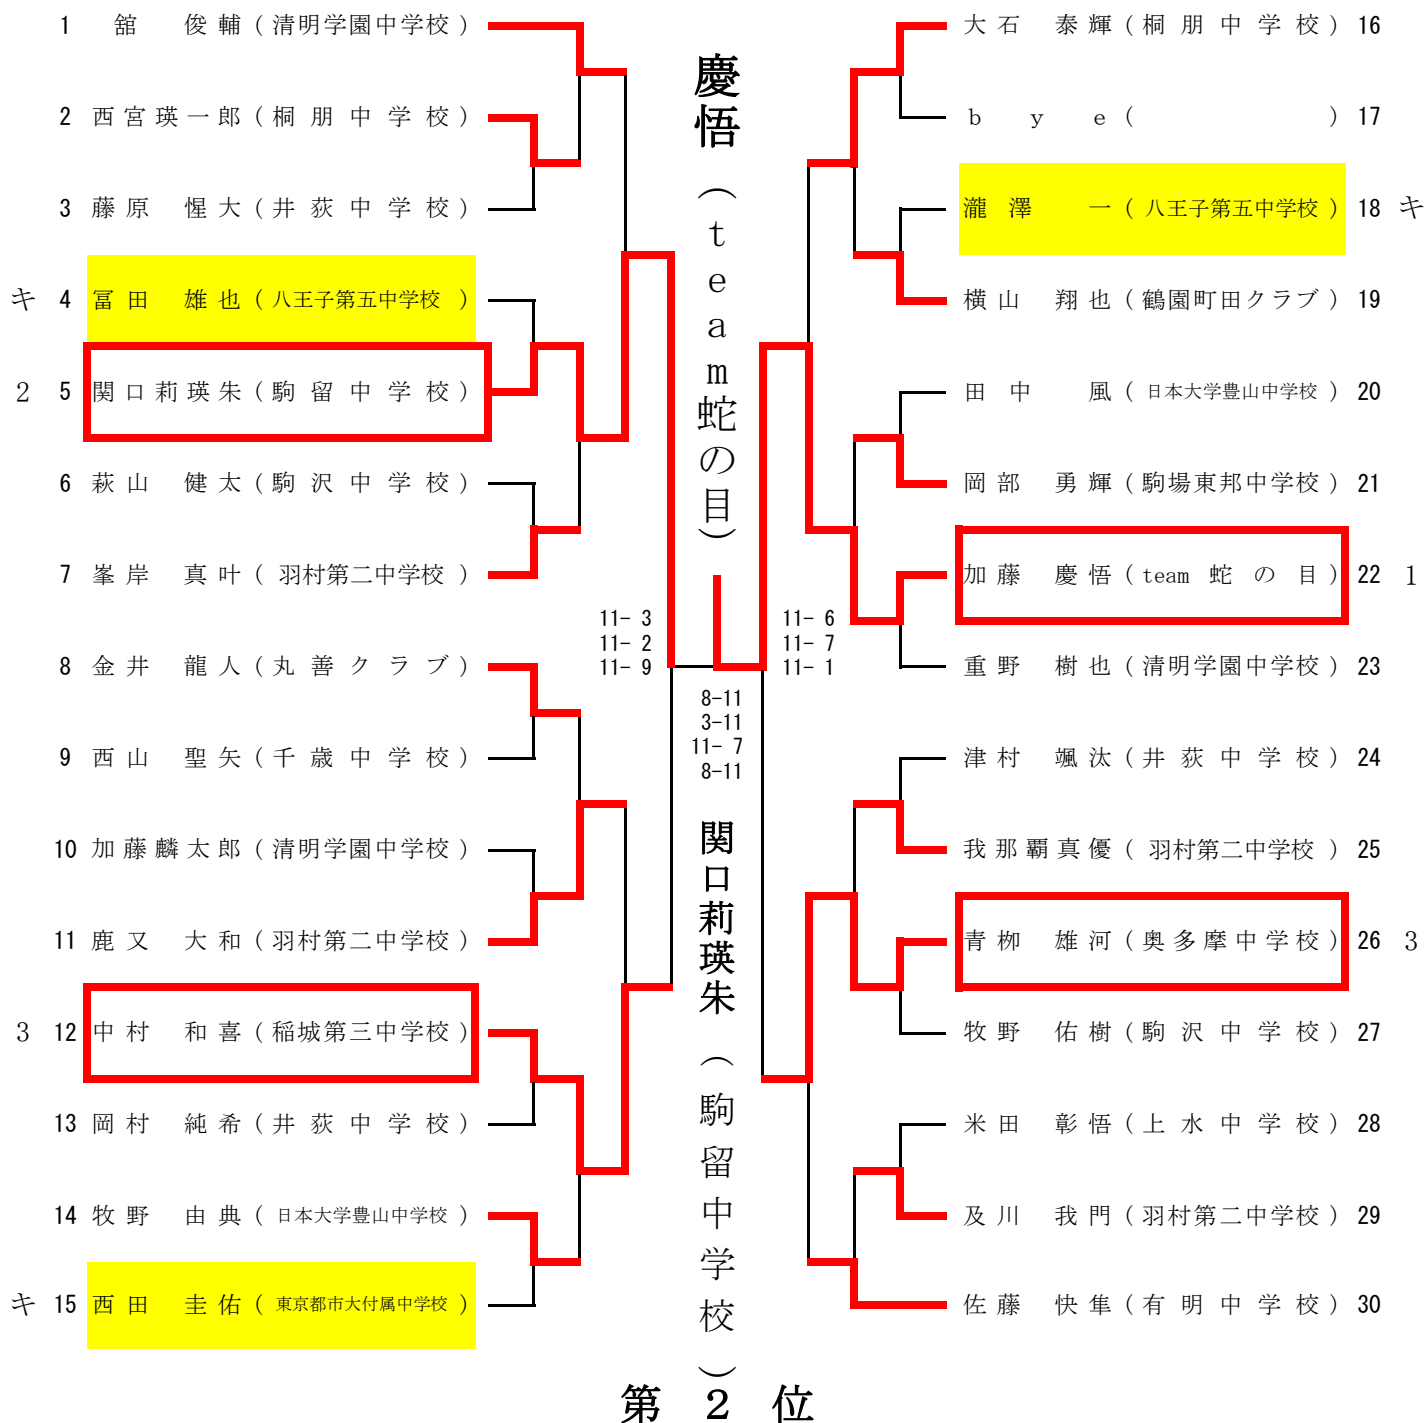 1 舘 俊輔 (清明学園中学校)
2 西宮瑛一郎 (桐朋中学校)
3 藤原 惺大 (井荻中学校)
キ 4 冨田 雄也 (八王子第五中学校)
2 5 関口莉瑛朱 (駒留中学校)
6 萩山 健太 (駒沢中学校)
7 峯岸 真叶 (羽村第二中学校)
8 金井 龍人 (丸善クラブ)
9 西山 聖矢 (千歳中学校)
10 加藤麟太郎 (清明学園中学校)
11 鹿又 大和 (羽村第二中学校)
3 12 中村 和喜 (稲城第三中学校)
13 岡村 純希 (井荻中学校)
14 牧野 由典 (日本大学豊山中学校)
キ 15 西田 圭佑 (東京都市大付属中学校)
慶悟 (team蛇の目)
11- 3
11- 2
11- 9
11- 6
11- 7
11- 1
8-11
3-11
11- 7
8-11
関口莉瑛朱 (駒留中学校)
第2位
大石 泰輝 (桐朋中学校) 16
bye ( ) 17
瀧澤 一 (八王子第五中学校) 18 キ
横山 翔也 (鶴園町田クラブ) 19
田中 風 (日本大学豊山中学校) 20
岡部 勇輝 (駒場東邦中学校) 21
加藤 慶悟 (team蛇の目) 22 1
重野 樹也 (清明学園中学校) 23
津村 颯汰 (井荻中学校) 24
我那覇真優 (羽村第二中学校) 25
青栁 雄河 (奥多摩中学校) 26 3
牧野 佑樹 (駒沢中学校) 27
米田 彰悟 (上水中学校) 28
及川 我門 (羽村第二中学校) 29
佐藤 快隼 (有明中学校) 30